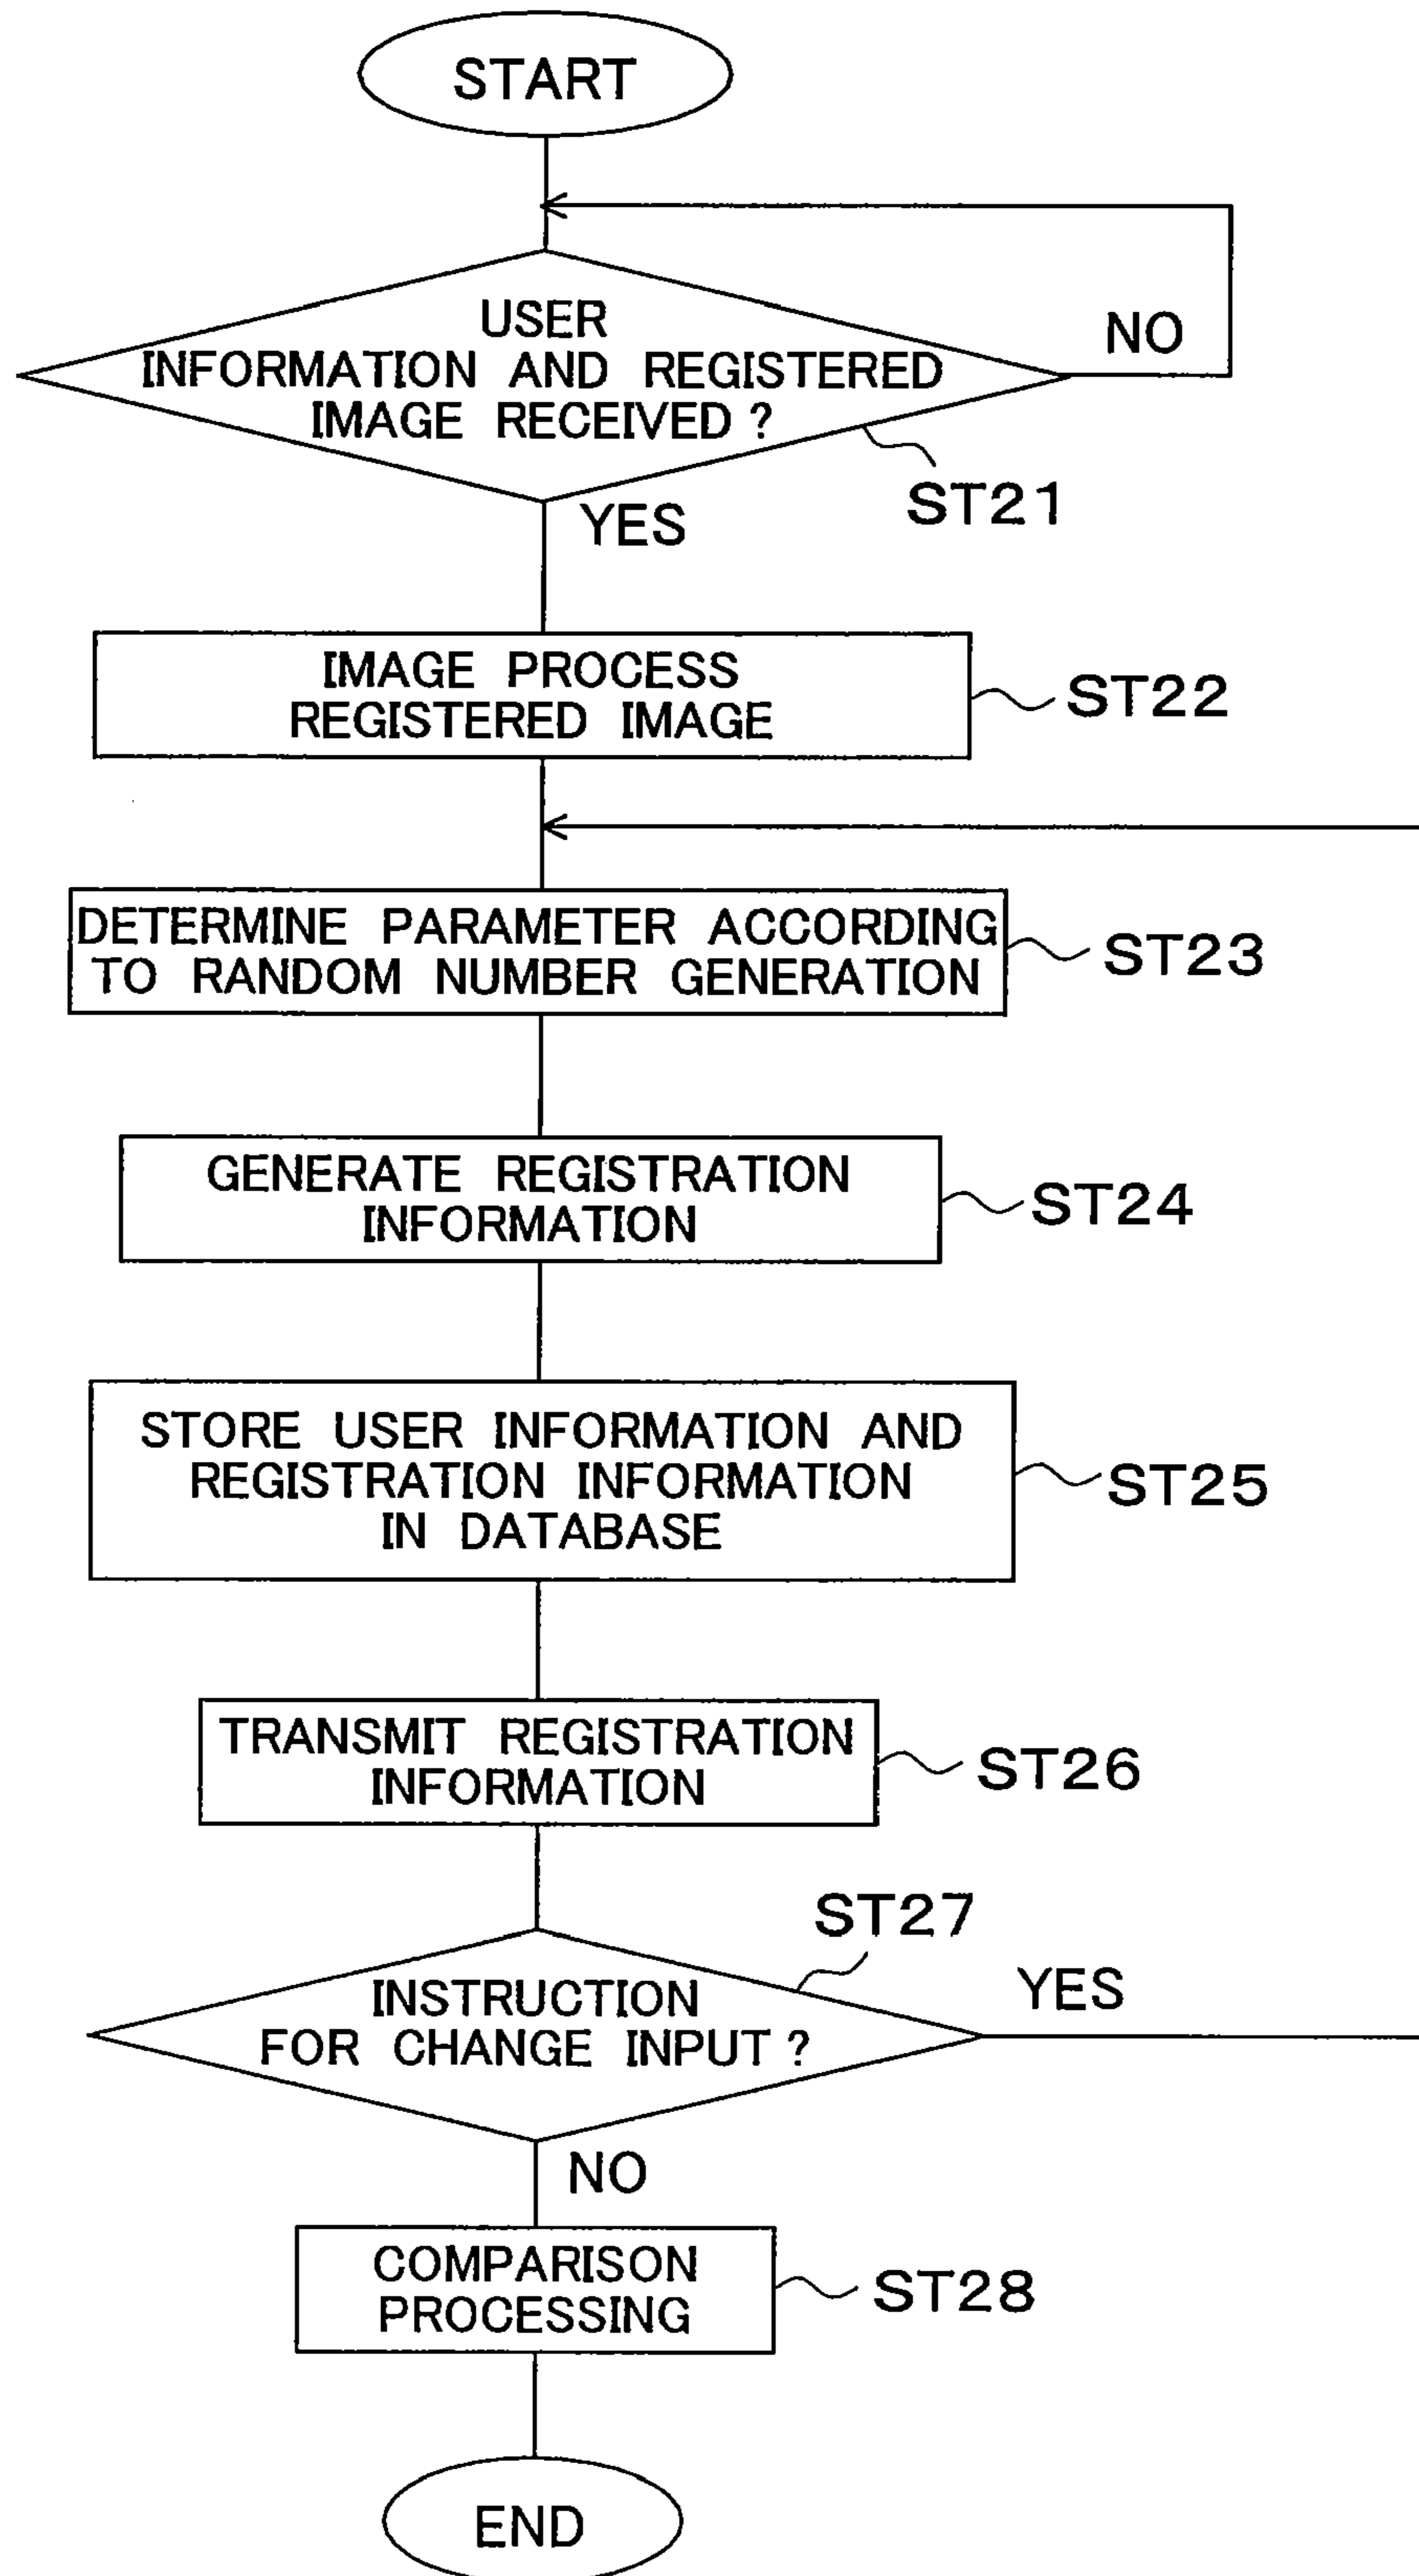 START
USER
INFORMATION AND REGISTERED
IMAGE RECEIVED ?
NO
ST21
YES
IMAGE PROCESS
REGISTERED IMAGE
ST22
DETERMINE PARAMETER ACCORDING
TO RANDOM NUMBER GENERATION
ST23
GENERATE REGISTRATION
INFORMATION
ST24
STORE USER INFORMATION AND
REGISTRATION INFORMATION
IN DATABASE
ST25
TRANSMIT REGISTRATION
INFORMATION
ST26
ST27
INSTRUCTION
FOR CHANGE INPUT ?
YES
NO
COMPARISON
PROCESSING
ST28
END